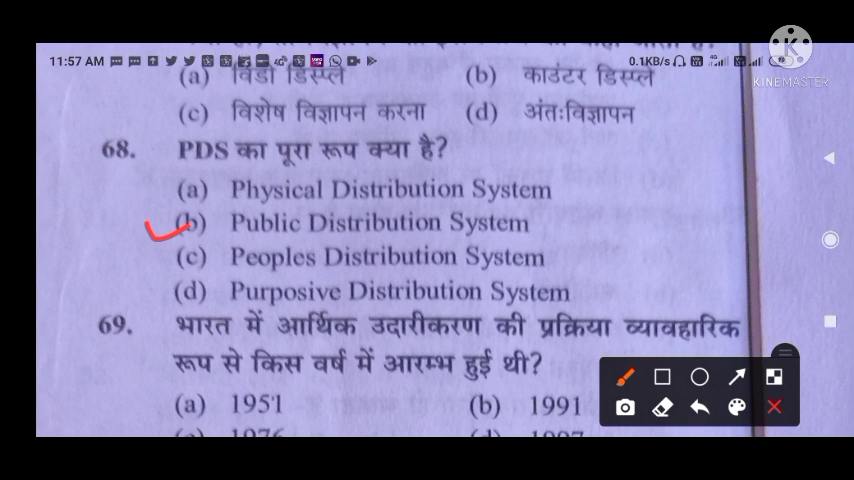 11:57 AM
0.1KB/s
KINEMASTER
(a) विंडो डिस्प्ले (b) काउंटर डिस्प्ले
(c) विशेष विज्ञापन करना (d) अंतःविज्ञापन
68. PDS का पूरा रूप क्या है?
(a) Physical Distribution System
(b) Public Distribution System
(c) Peoples Distribution System
(d) Purposive Distribution System
69. भारत में आर्थिक उदारीकरण की प्रक्रिया व्यावहारिक
रूप से किस वर्ष में आरम्भ हुई थी?
(a) 1951 (b) 1991